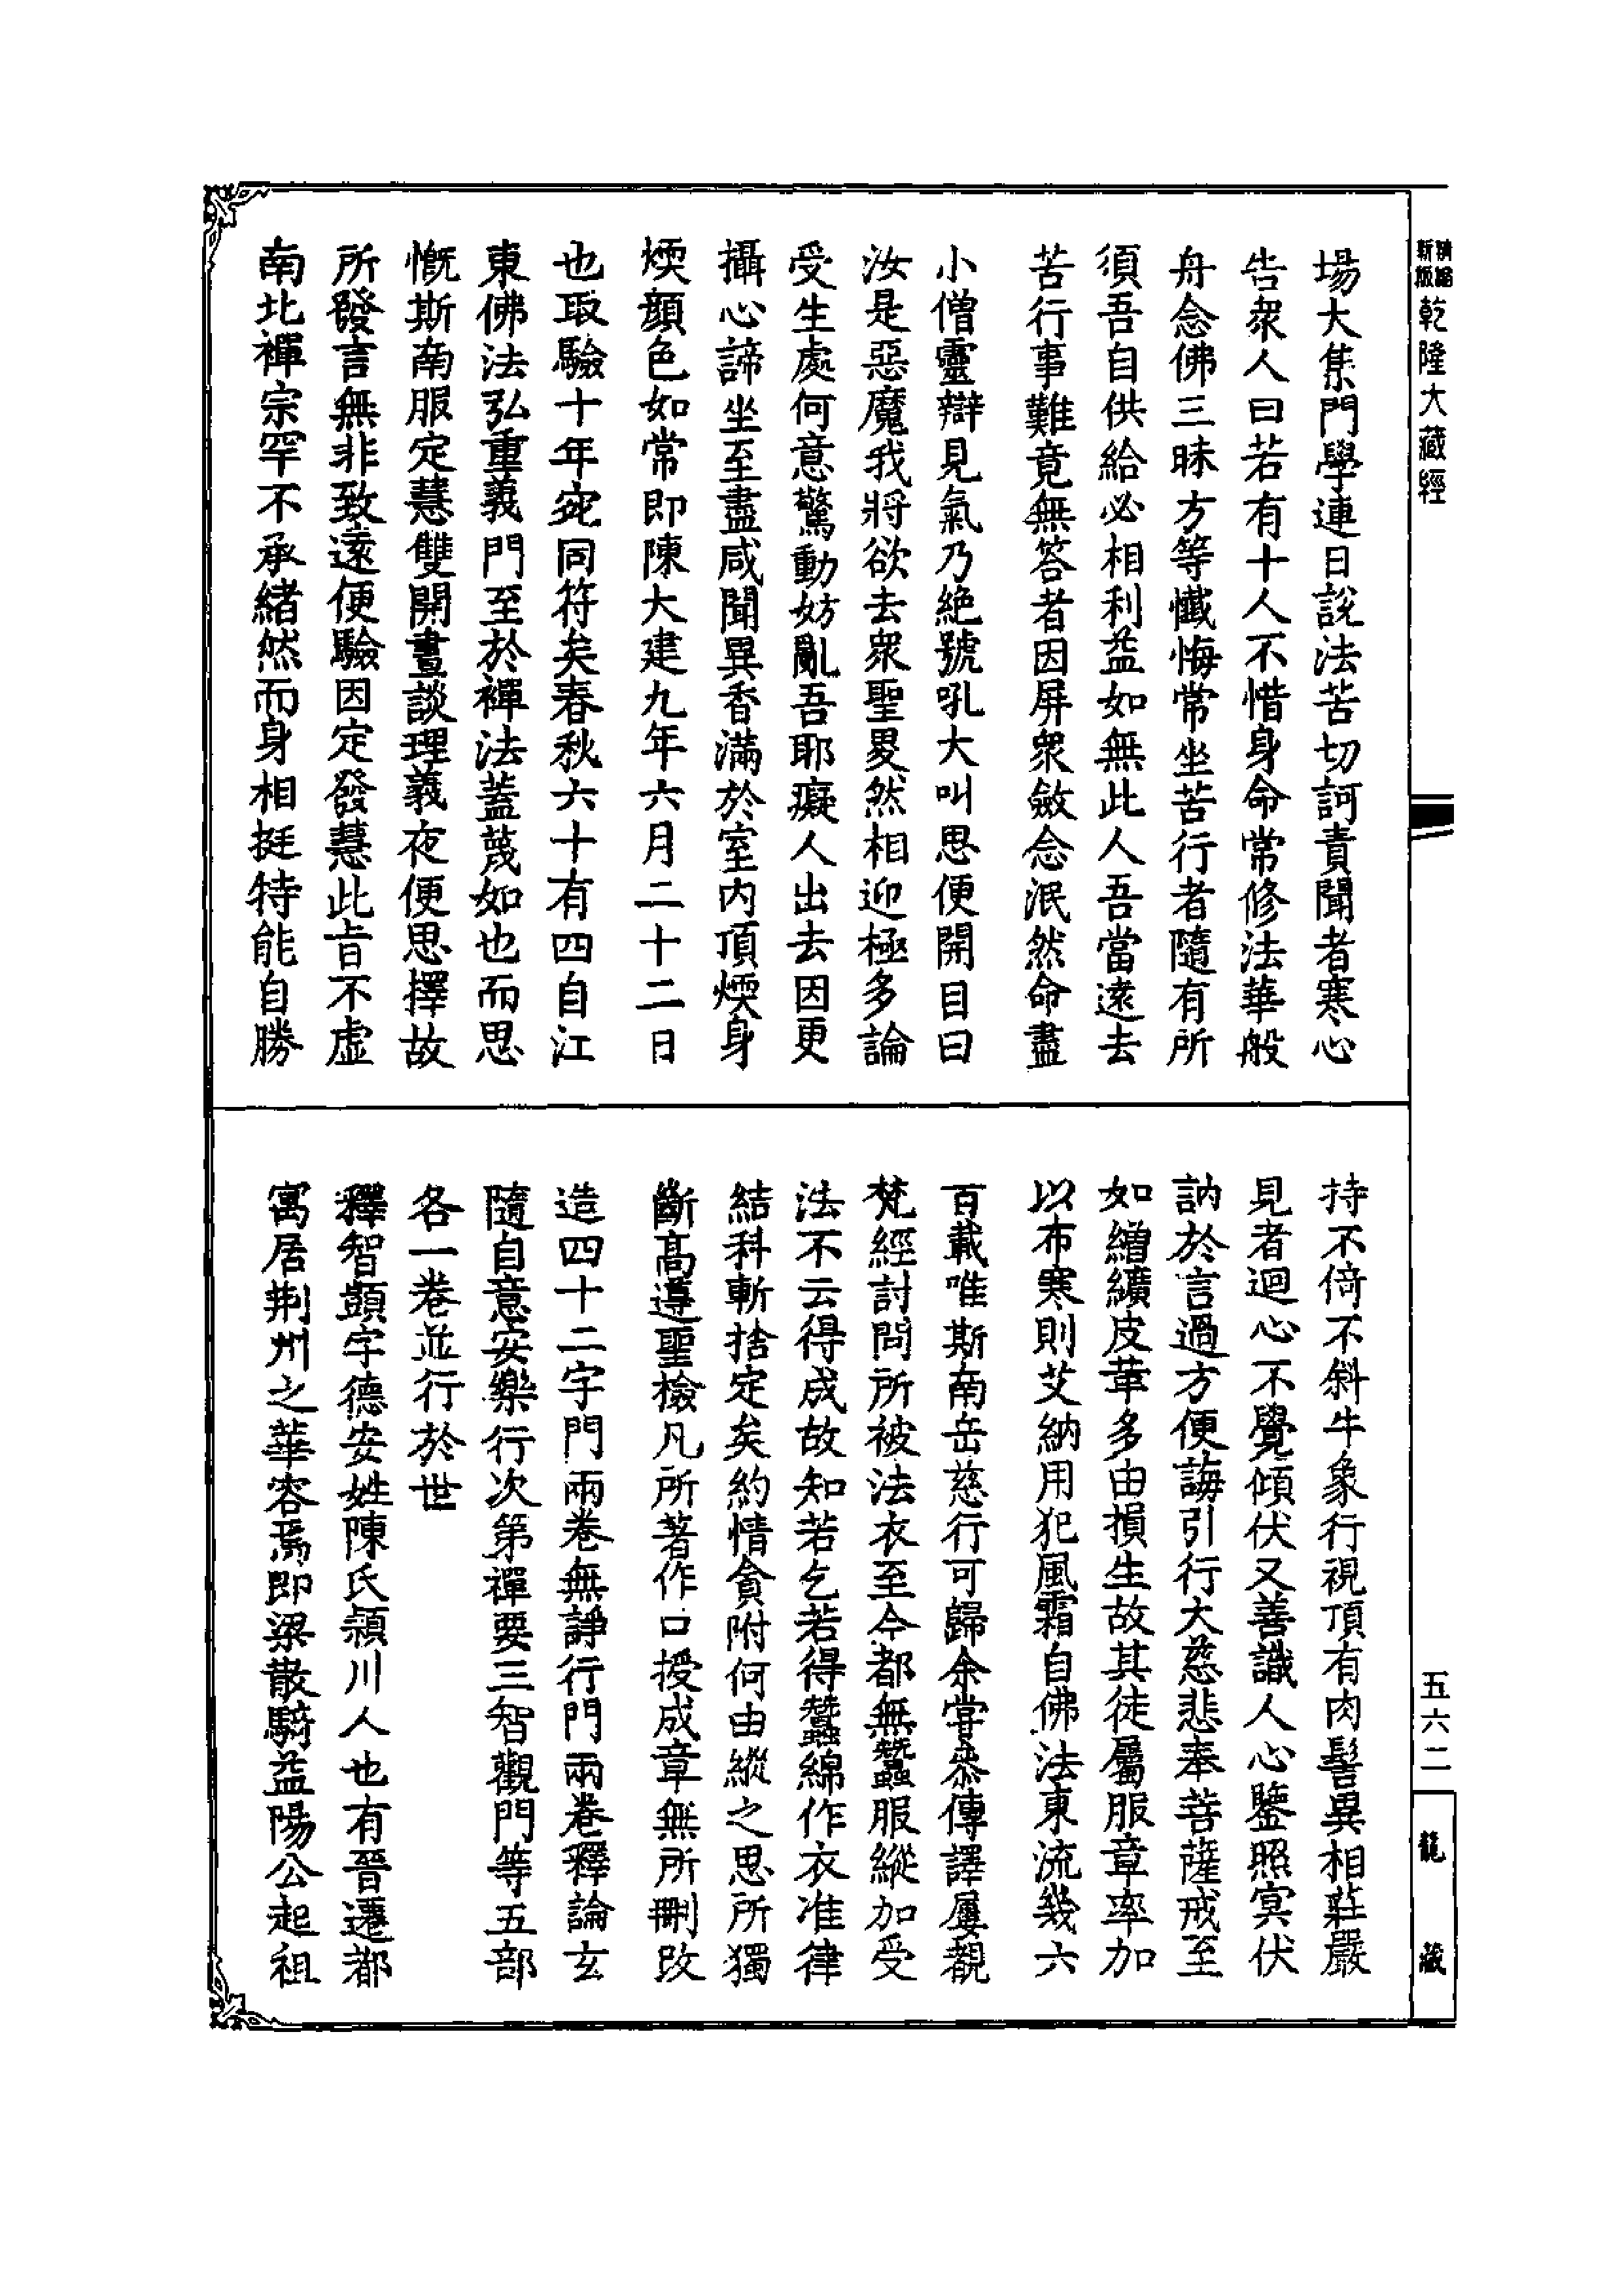 場大集門學連日說法苦切訶責聞者寒心
告衆人曰若有十人不惜身命常修法華般
舟念佛三昧方等懺悔常坐苦行者隨有所
須吾自供給必相利益如無此人吾當遠去
苦行事難竟無答者因屏衆斂念泯然命盡
小僧靈辯見氣乃絶號吼大叫思便開目曰
汝是惡魔我將欲去衆聖畟然相迎極多論
受生處何意驚動妨亂吾耶癡人出去因更
攝心諦坐至盡咸聞異香滿於室內頂煗身
煗顔色如常即陳大建九年六月二十二日
也取驗十年宛同符矣春秋六十有四自江
東佛法弘重義門至於禪法蓋蔑如也而思
慨斯南服定慧雙開晝談理義夜便思擇故
所發言無非致遠便驗因定發慧此旨不虛
南北禪宗罕不承緒然而身相挺特能自勝
持不倚不斜牛象行視頂有肉髻異相莊嚴
見者迴心不覺傾伏又善識人心鑒照冥伏
訥於言過方便誨引行大慈悲奉菩薩戒至
如繒纊皮革多由損生故其徒屬服章率加
以布寒則艾納用犯風霜自佛法東流幾六
百載唯斯南岳慈行可歸余嘗叅傳譯屢覩
梵經討問所被法衣至今都無蠶服縱加受
法不云得成故知若乞若得蠶綿作衣准律
結科斬捨定矣約情貪附何由縱之思所獨
斷高遵聖檢凡所著作口授成章無所刪改
造四十二字門兩卷無諍行門兩卷釋論玄
隨自意安樂行次第禪要三智觀門等五部
各一卷並行於世
釋智顗字德安姓陳氏頴川人也有晉遷都
寓居荆州之華容焉即梁散騎益陽公起祖
精縮新版
乾隆大藏經
五六二
龍藏